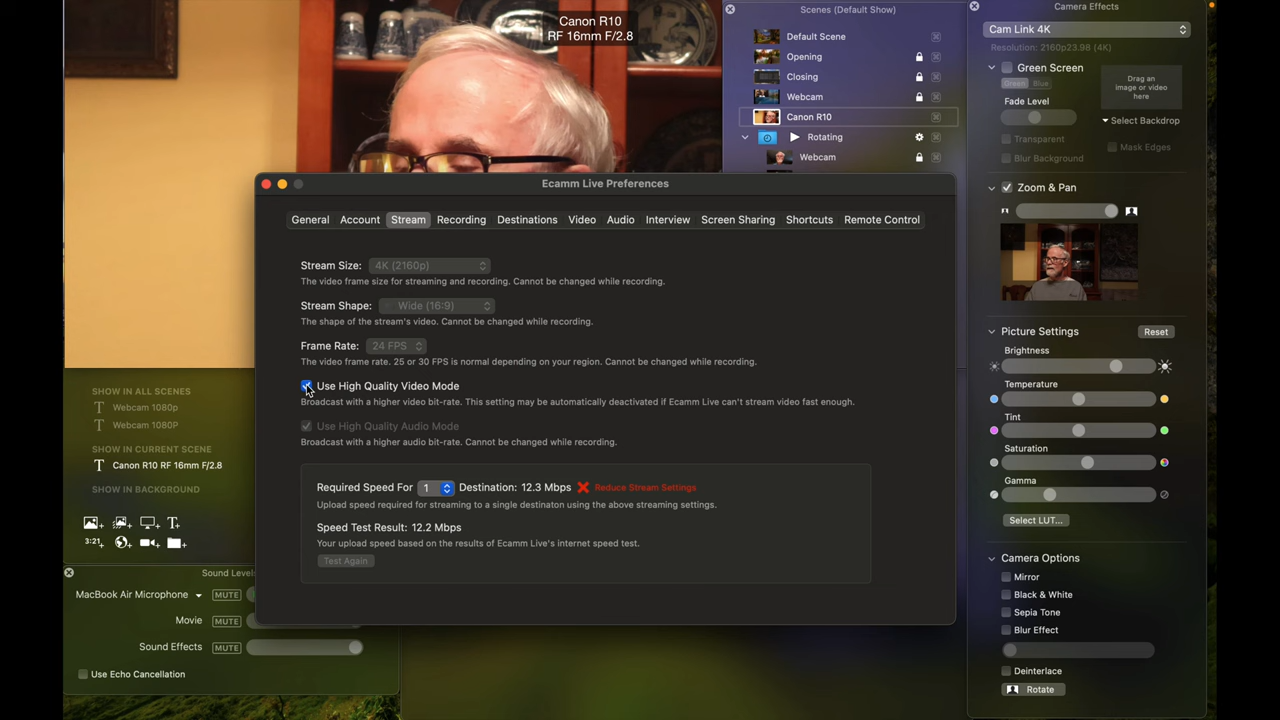 Canon R10
RF 16mm F/2.8
SHOW IN ALL SCENES
Webcam 1080p
Webcam 1080P
SHOW IN CURRENT SCENE
Canon R10 RF 16mm F/2.8
SHOW IN BACKGROUND
3:21+
Sound Levels
MacBook Air Microphone
MUTE
Movie
MUTE
Sound Effects
MUTE
Use Echo Cancellation
Scenes (Default Show)
Default Scene
Opening
Closing
Webcam
Canon R10
Rotating
Webcam
Ecamm Live Preferences
General Account Stream Recording Destinations Video Audio Interview Screen Sharing Shortcuts Remote Control
Stream Size: 4K (2160p)
The video frame size for streaming and recording. Cannot be changed while recording.
Stream Shape: Wide (16:9)
The shape of the stream's video. Cannot be changed while recording.
Frame Rate: 24 FPS
The video frame rate. 25 or 30 FPS is normal depending on your region. Cannot be changed while recording.
Use High Quality Video Mode
Broadcast with a higher video bit-rate. This setting may be automatically deactivated if Ecamm Live can't stream video fast enough.
Use High Quality Audio Mode
Broadcast with a higher audio bit-rate. Cannot be changed while recording.
Required Speed For 1 Destination: 12.3 Mbps Reduce Stream Settings
Upload speed required for streaming to a single destinaton using the above streaming settings.
Speed Test Result: 12.2 Mbps
Your upload speed based on the results of Ecamm Live's internet speed test.
Test Again
Camera Effects
Cam Link 4K
Resolution: 2160p23.98 (4K)
Green Screen
Green Blue
Drag an
image or video
here
Fade Level
Select Backdrop
Transparent
Mask Edges
Blur Background
Zoom & Pan
Picture Settings Reset
Brightness
Temperature
Tint
Saturation
Gamma
Select LUT...
Camera Options
Mirror
Black & White
Sepia Tone
Blur Effect
Deinterlace
Rotate